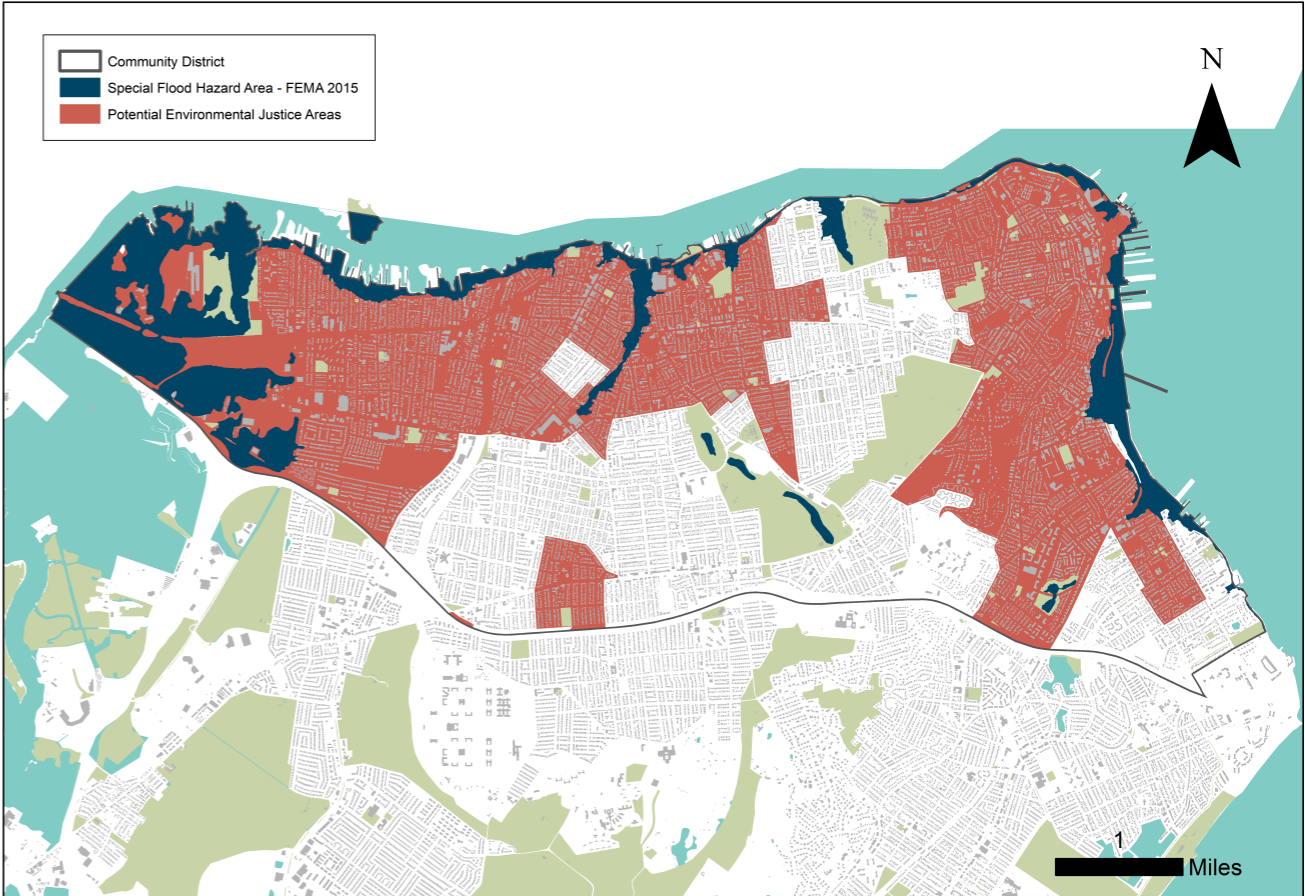 Community District
Special Flood Hazard Area - FEMA 2015
Potential Environmental Justice Areas
N
1
Miles